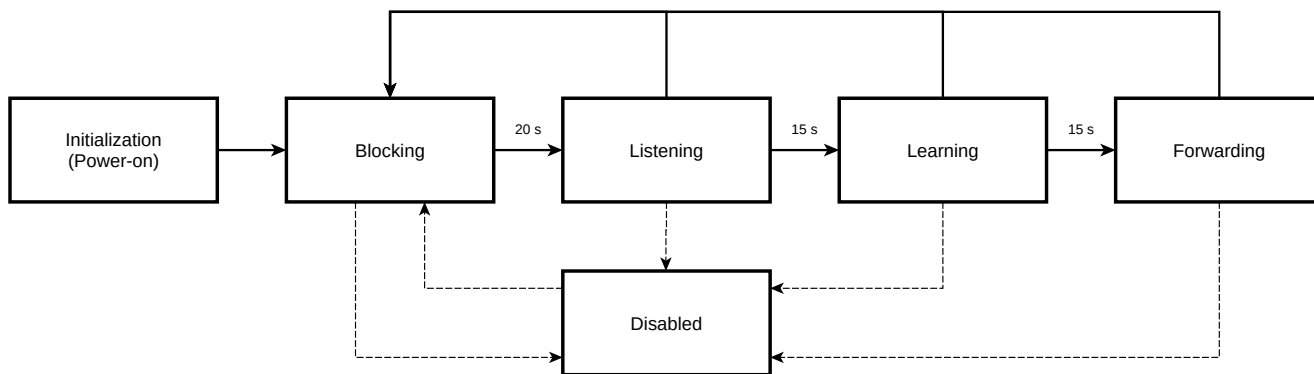 Initialization
(Power-on)
Blocking
20 s
Listening
15 s
Learning
15 s
Forwarding
Disabled